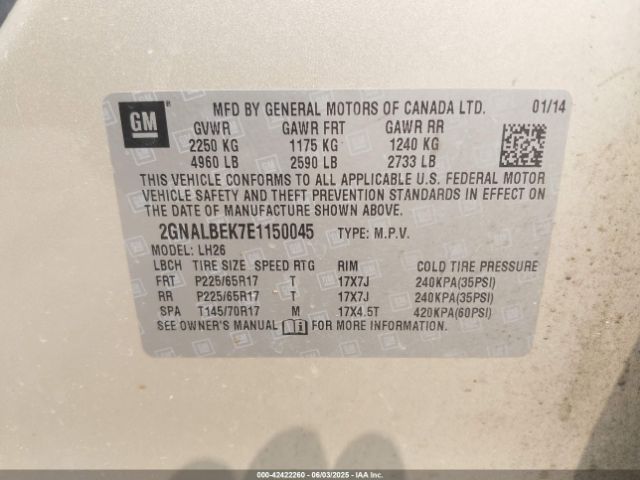 GM ® MFD BY GENERAL MOTORS OF CANADA LTD. 01/14
GVWR GAWR FRT GAWR RR
2250 KG 1175 KG 1240 KG
4960 LB 2590 LB 2733 LB
THIS VEHICLE CONFORMS TO ALL APPLICABLE U.S. FEDERAL MOTOR
VEHICLE SAFETY AND THEFT PREVENTION STANDARDS IN EFFECT ON
THE DATE OF MANUFACTURE SHOWN ABOVE.
2GNALBEK7E1150045 TYPE: M.P.V.
MODEL: LH26
LBCH TIRE SIZE SPEED RTG RIM COLD TIRE PRESSURE
FRT P225/65R17 T 17X7J 240KPA(35PSI)
RR P225/65R17 T 17X7J 240KPA(35PSI)
SPA T145/70R17 M 17X4.5T 420KPA(60PSI)
SEE OWNER'S MANUAL FOR MORE INFORMATION.
00-42422260 - 06/03/2025 - IAAI.COM